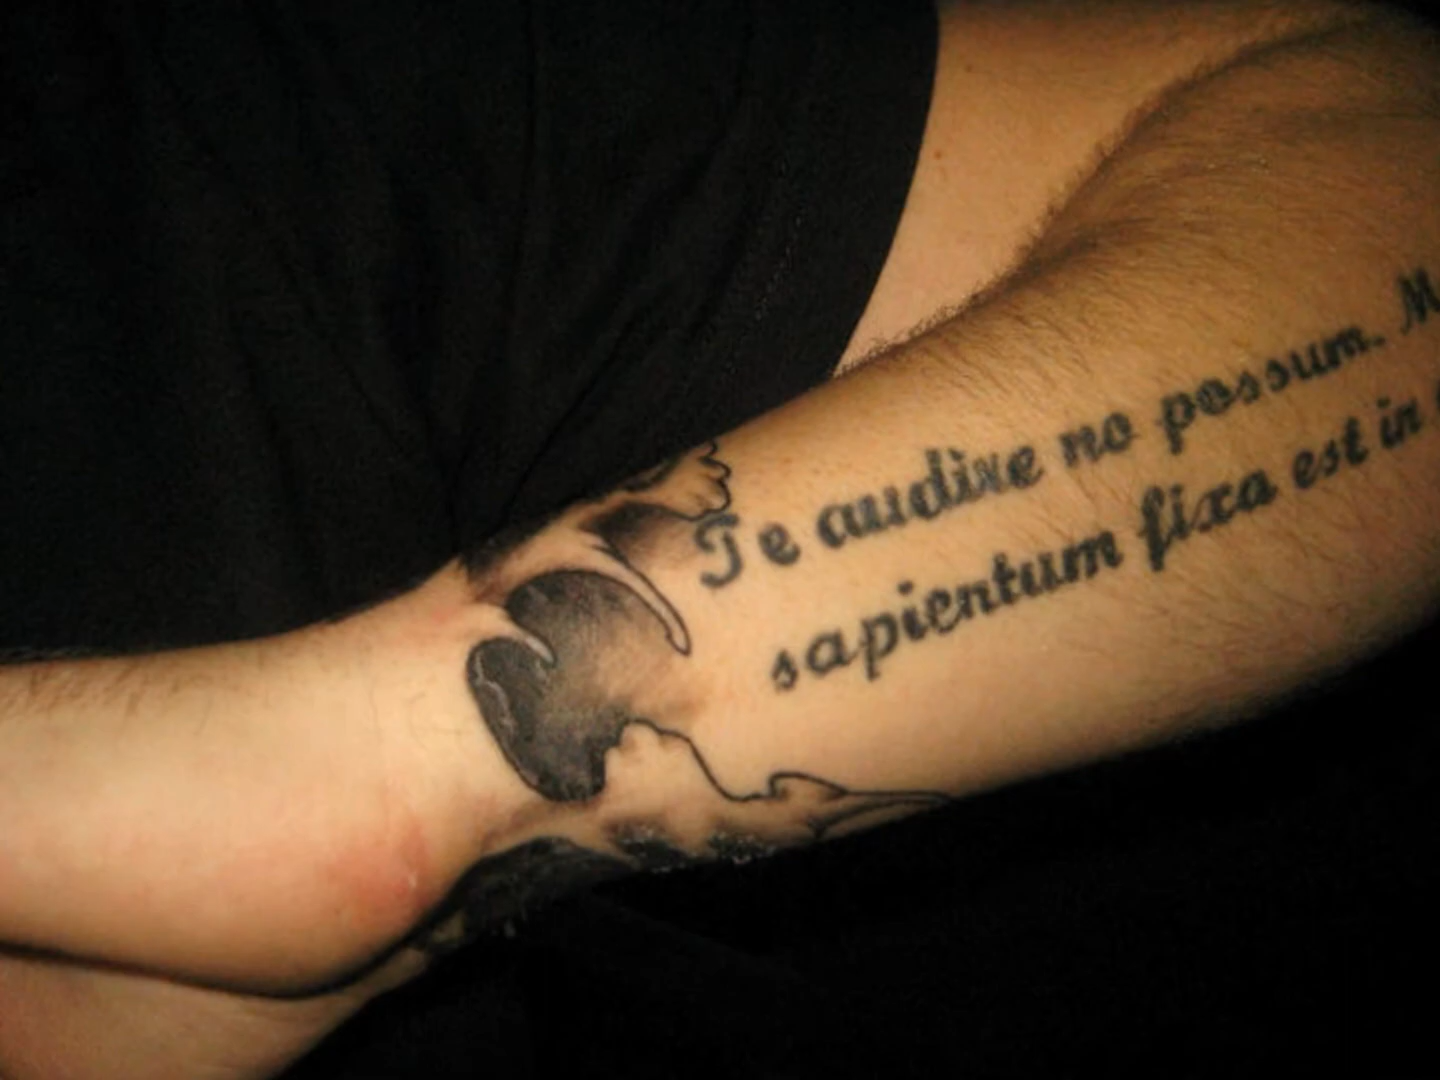 Te audire no possum. M
sapientum fixa est in